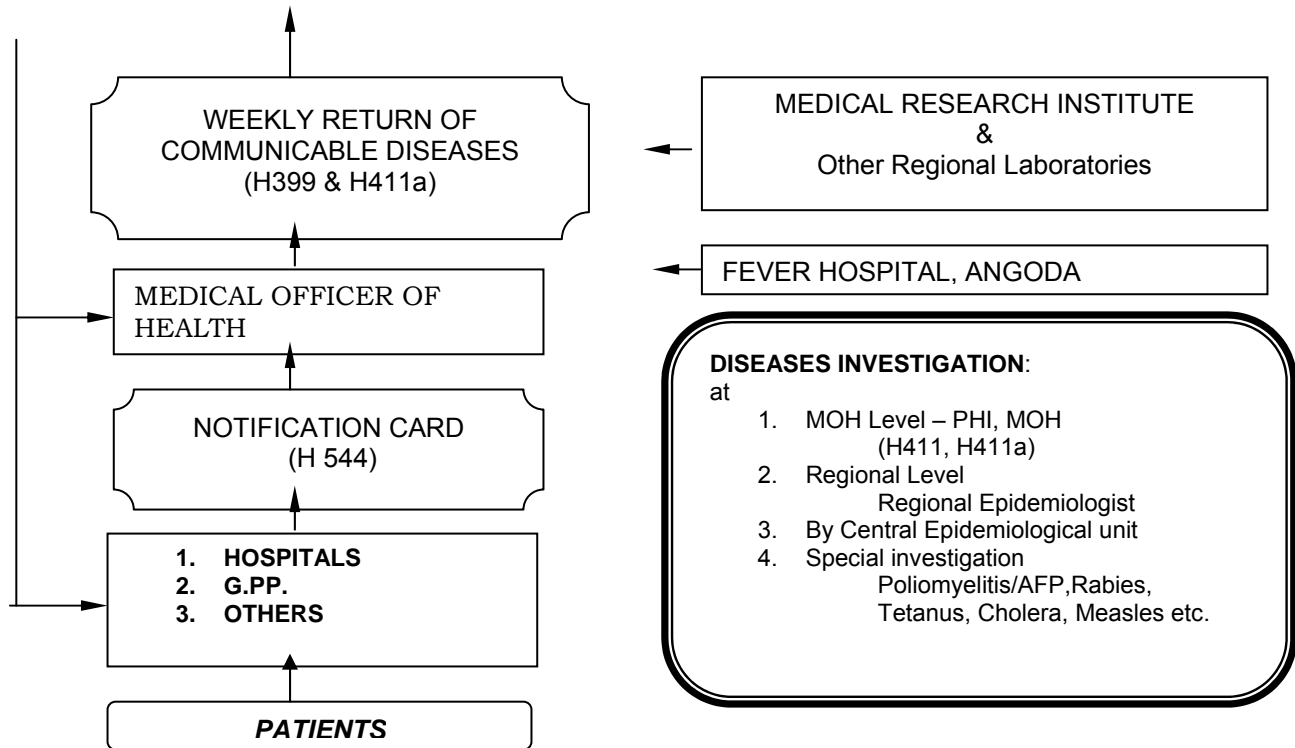 WEEKLY RETURN OF
COMMUNICABLE DISEASES
(H399 & H411a)
MEDICAL RESEARCH INSTITUTE
&
Other Regional Laboratories
FEVER HOSPITAL, ANGODA
MEDICAL OFFICER OF
HEALTH
NOTIFICATION CARD
(H 544)
1. HOSPITALS
2. G.PP.
3. OTHERS
PATIENTS
DISEASES INVESTIGATION:
at
1. MOH Level – PHI, MOH
(H411, H411a)
2. Regional Level
Regional Epidemiologist
3. By Central Epidemiological unit
4. Special investigation
Poliomyelitis/AFP,Rabies,
Tetanus, Cholera, Measles etc.